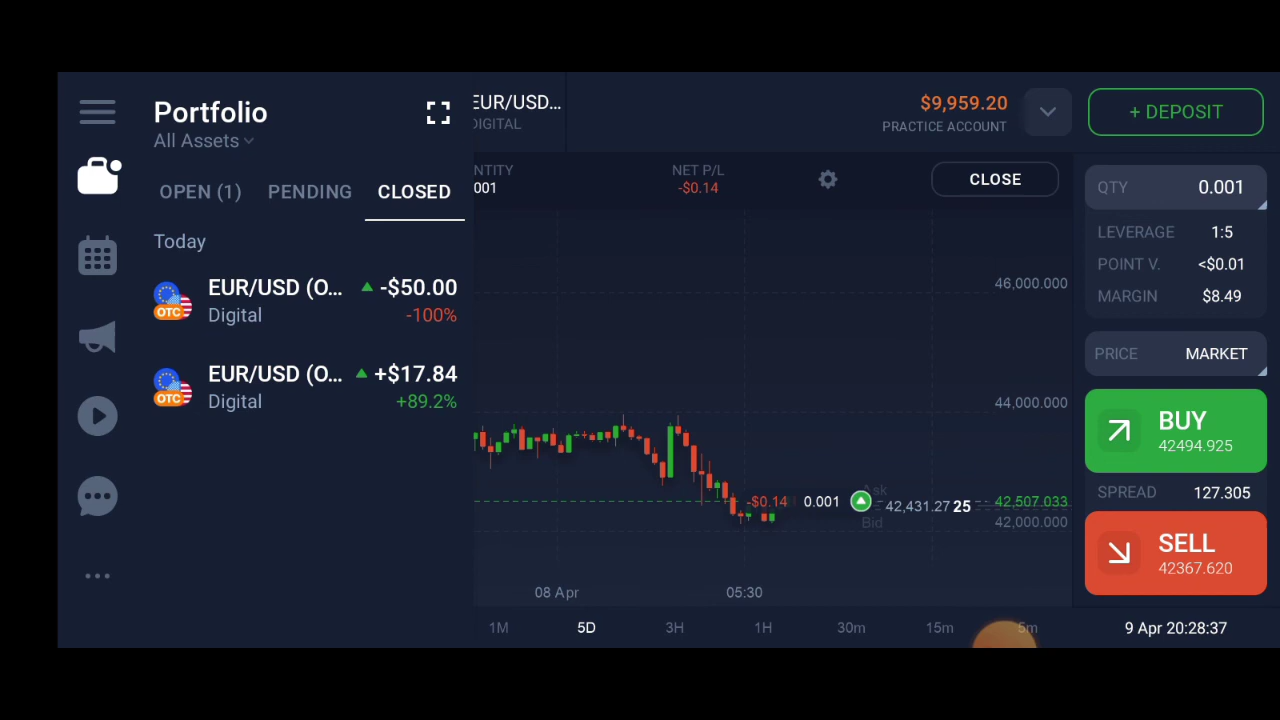 Portfolio
All Assets
OPEN (1) PENDING CLOSED
Today
EUR/USD (O... -$50.00
OTC Digital -100%
EUR/USD (O... +$17.84
OTC Digital +89.2%
EUR/USD...
DIGITAL
$9,959.20
PRACTICE ACCOUNT
+ DEPOSIT
NTITY
001
NET P/L
-$0.14
CLOSE
46,000.000
44,000.000
-$0.14 0.001
Ask
42,431.2725
Bid
42,507.033
42,000.000
08 Apr 05:30
1M 5D 3H 1H 30m 15m 5m
QTY 0.001
LEVERAGE 1:5
POINT V. <$0.01
MARGIN $8.49
PRICE MARKET
BUY
42494.925
SPREAD 127.305
SELL
42367.620
9 Apr 20:28:37